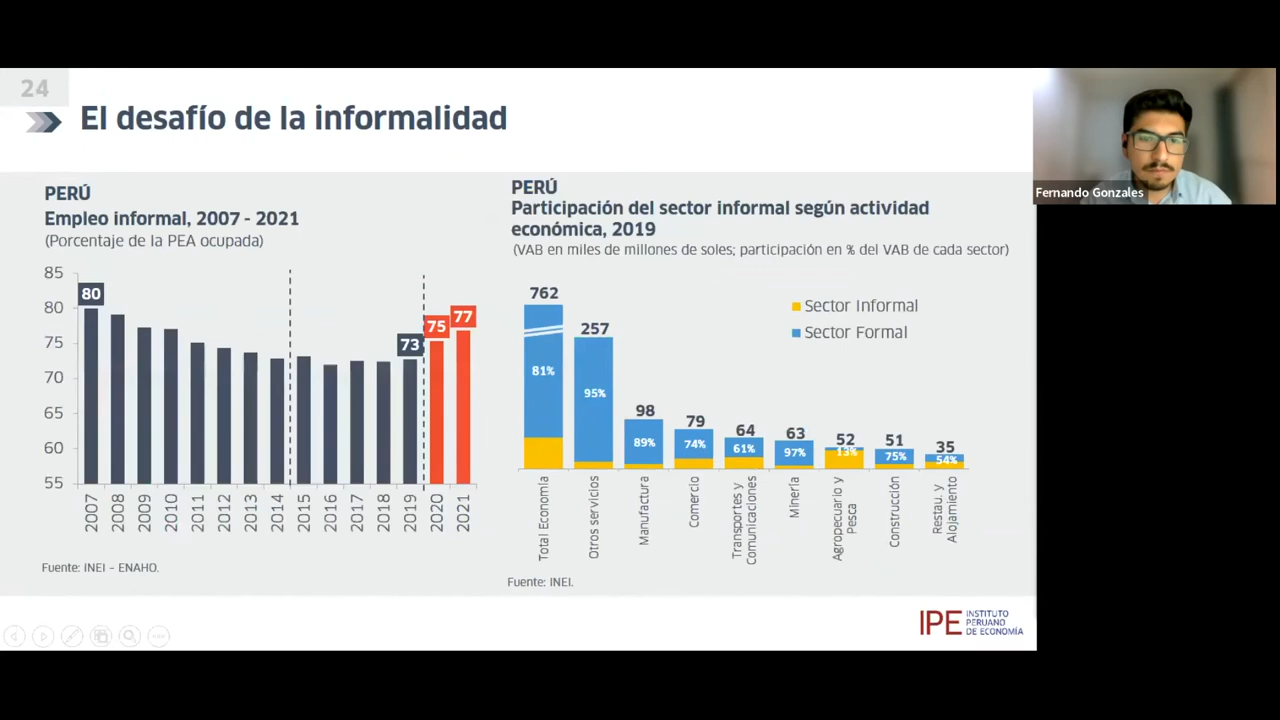 24
El desafío de la informalidad
PERÚ
Empleo informal, 2007 - 2021
(Porcentaje de la PEA ocupada)
85
80
75
70
65
60
55
80
73
75
77
2007
2008
2009
2010
2011
2012
2013
2014
2015
2016
2017
2018
2019
2020
2021
Fuente: INEI – ENAHO.
PERÚ
Participación del sector informal según actividad
económica, 2019
(VAB en miles de millones de soles; participación en % del VAB de cada sector)
Sector Informal
Sector Formal
762
257
98
79
64
63
52
51
35
81%
95%
89%
74%
61%
97%
13%
75%
54%
Total Economía
Otros servicios
Manufactura
Comercio
Transportes y
Comunicaciones
Minería
Agropecuario y
Pesca
Construcción
Restau. y
Alojamiento
Fuente: INEI.
IPE
INSTITUTO
PERUANO
DE ECONOMÍA
Fernando Gonzales